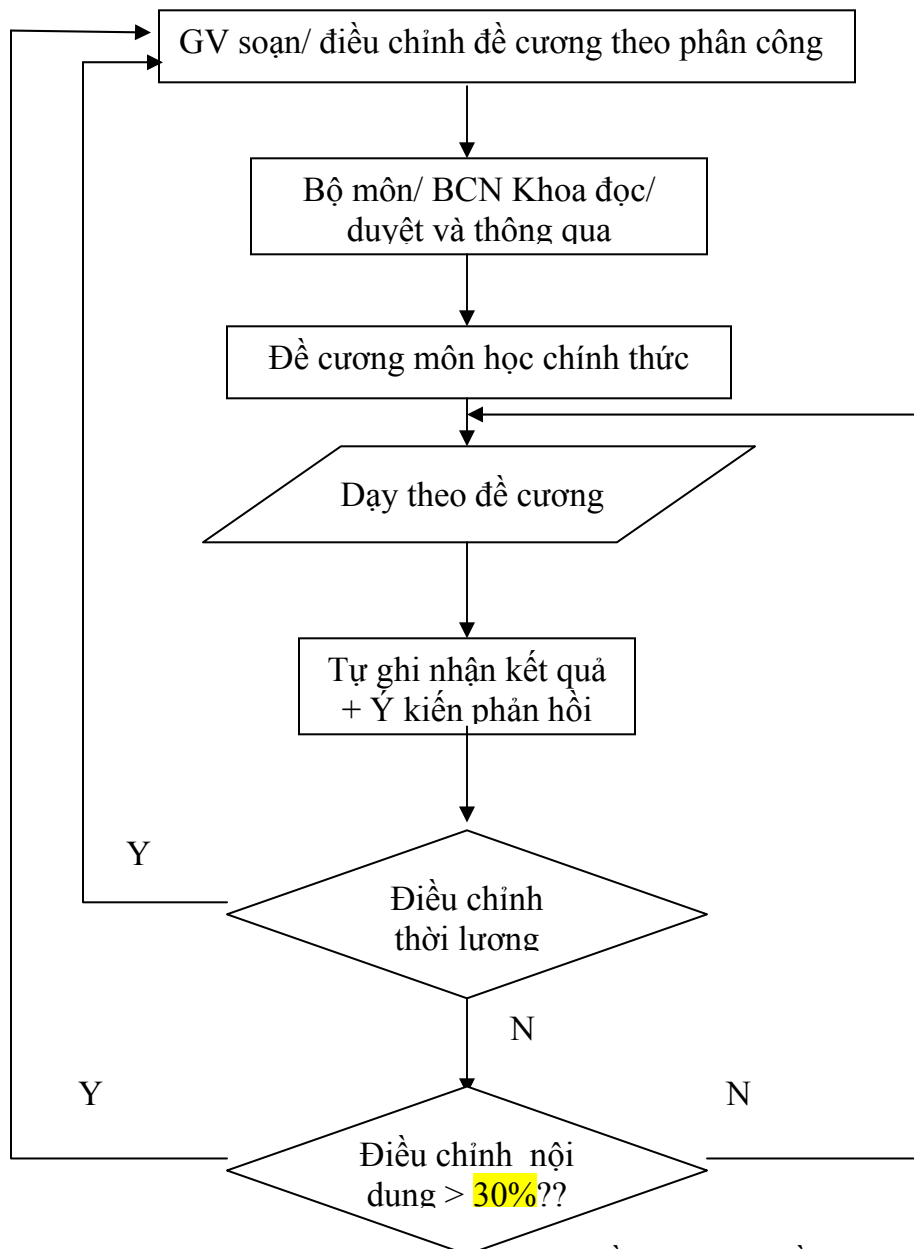 GV soạn/ điều chỉnh đề cương theo phân công
Bộ môn/ BCN Khoa đọc/
duyệt và thông qua
Đề cương môn học chính thức
Dạy theo đề cương
Tự ghi nhận kết quả
+ Ý kiến phản hồi
Y
Điều chỉnh
thời lượng
N
Y
N
Điều chỉnh nội
dung > 30%??